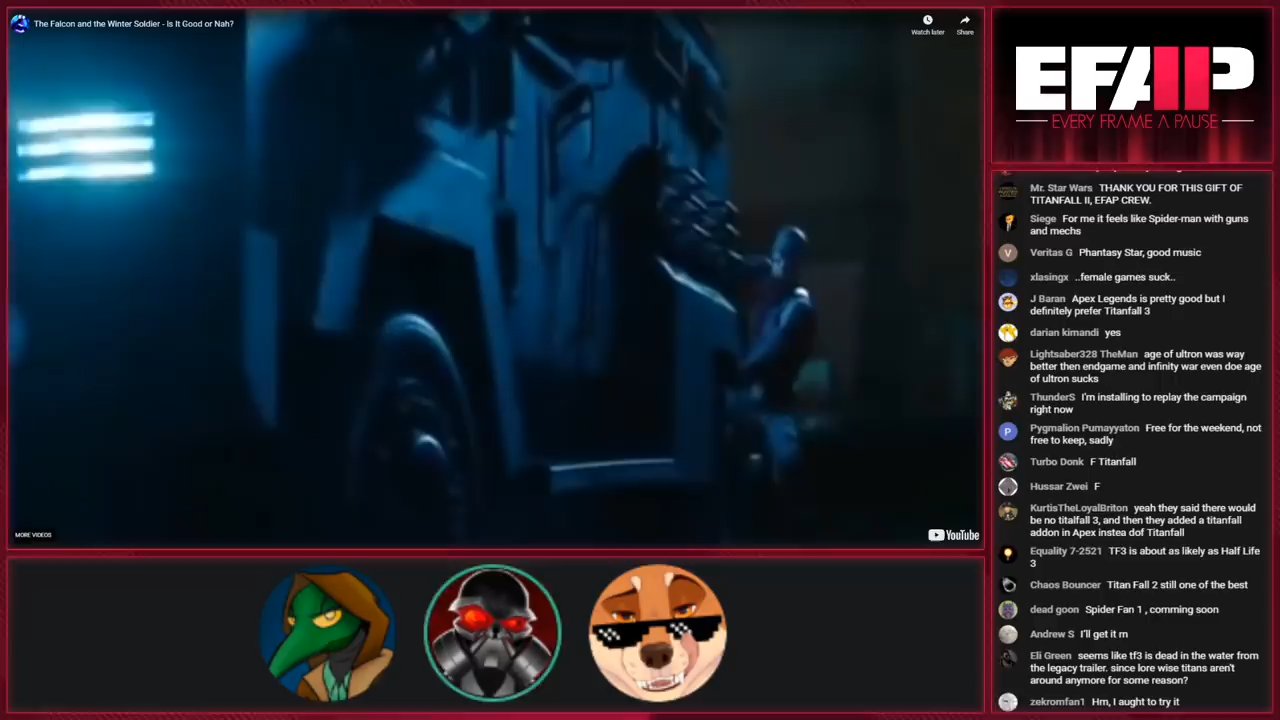 The Falcon and the Winter Soldier - Is It Good or Nah?
Watch later
Share
MORE VIDEOS
YouTube
EFAP
EVERY FRAME A PAUSE
Mr. Star Wars THANK YOU FOR THIS GIFT OF
TITANFALL II, EFAP CREW.
Siege For me it feels like Spider-man with guns
and mechs
Veritas G Phantasy Star, good music
xlasingx ..female games suck..
J Baran Apex Legends is pretty good but I
definitely prefer Titanfall 3
darian kimandi yes
Lightsaber328 TheMan age of ultron was way
better then endgame and infinity war even doe age
of ultron sucks
ThunderS I'm installing to replay the campaign
right now
Pygmalion Pumayyaton Free for the weekend, not
free to keep, sadly
Turbo Donk F Titanfall
Hussar Zwei F
KurtisTheLoyalBriton yeah they said there would
be no titalfall 3, and then they added a titanfall
addon in Apex instea dof Titanfall
Equality 7-2521 TF3 is about as likely as Half Life
3
Chaos Bouncer Titan Fall 2 still one of the best
dead goon Spider Fan 1 , comming soon
Andrew S I'll get it m
Eli Green seems like tf3 is dead in the water from
the legacy trailer. since lore wise titans aren't
around anymore for some reason?
zekromfan1 Hm, I aught to try it